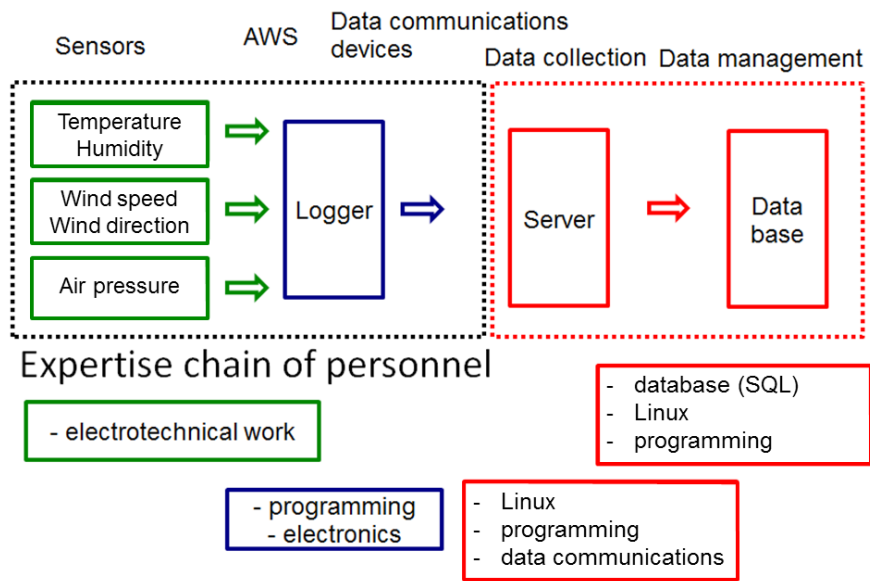 Sensors
AWS
Data communications
devices
Data collection
Data management
Temperature
Humidity
Wind speed
Wind direction
Air pressure
Logger
Server
Data
base
Expertise chain of personnel
- electrotechnical work
- programming
- electronics
- Linux
- programming
- data communications
- database (SQL)
- Linux
- programming